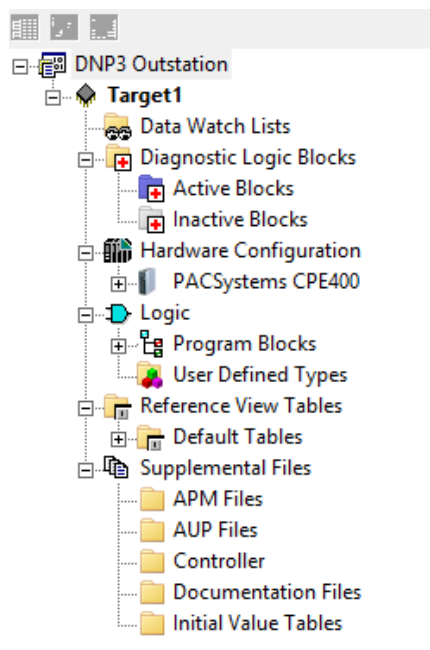 DNP3 Outstation
Target1
Data Watch Lists
Diagnostic Logic Blocks
Active Blocks
Inactive Blocks
Hardware Configuration
PACSystems CPE400
Logic
Program Blocks
User Defined Types
Reference View Tables
Default Tables
Supplemental Files
APM Files
AUP Files
Controller
Documentation Files
Initial Value Tables